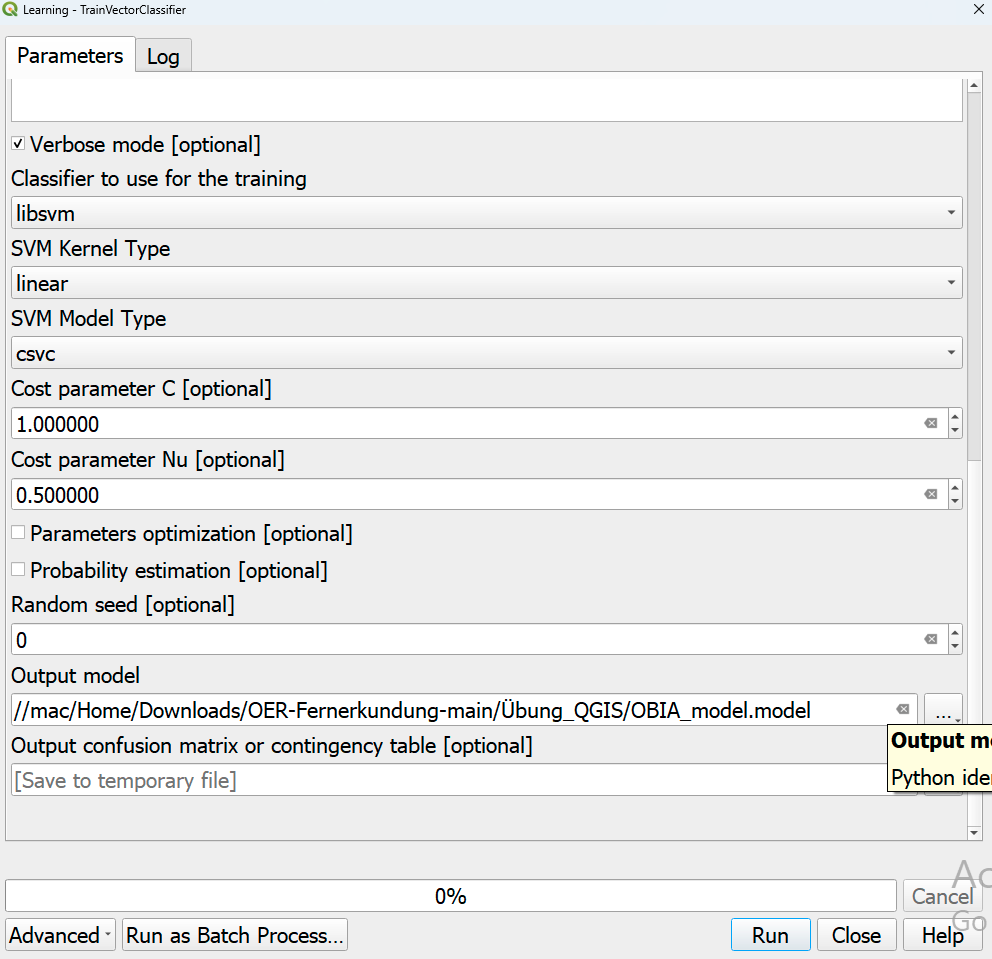 Learning - TrainVectorClassifier
Parameters
Log
Verbose mode [optional]
Classifier to use for the training
libsvm
SVM Kernel Type
linear
SVM Model Type
csvc
Cost parameter C [optional]
1.000000
Cost parameter Nu [optional]
0.500000
Parameters optimization [optional]
Probability estimation [optional]
Random seed [optional]
0
Output model
//mac/Home/Downloads/OER-Fernerkundung-main/Übung_QGIS/OBIA_model.model
...
Output confusion matrix or contingency table [optional]
Output m
[Save to temporary file]
Python ide
0%
Cancel
Advanced
Run as Batch Process...
Run
Close
Help
Go